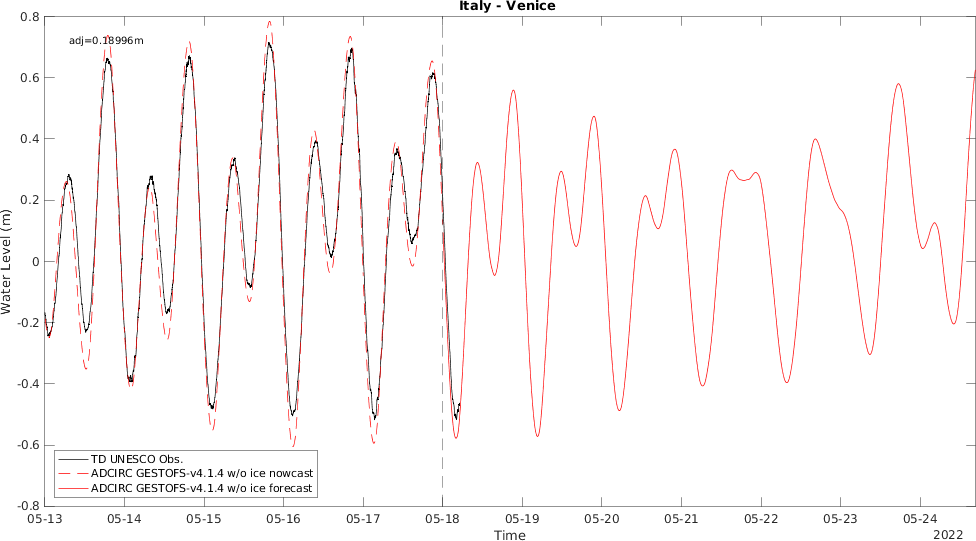 Italy - Venice
adj=0.18996m
0.8
0.6
0.4
0.2
0
-0.2
-0.4
-0.6
-0.8
Water Level (m)
TD UNESCO Obs.
ADCIRC GESTOFS-v4.1.4 w/o ice nowcast
ADCIRC GESTOFS-v4.1.4 w/o ice forecast
05-13 05-14 05-15 05-16 05-17 05-18 05-19 05-20 05-21 05-22 05-23 05-24
Time
2022